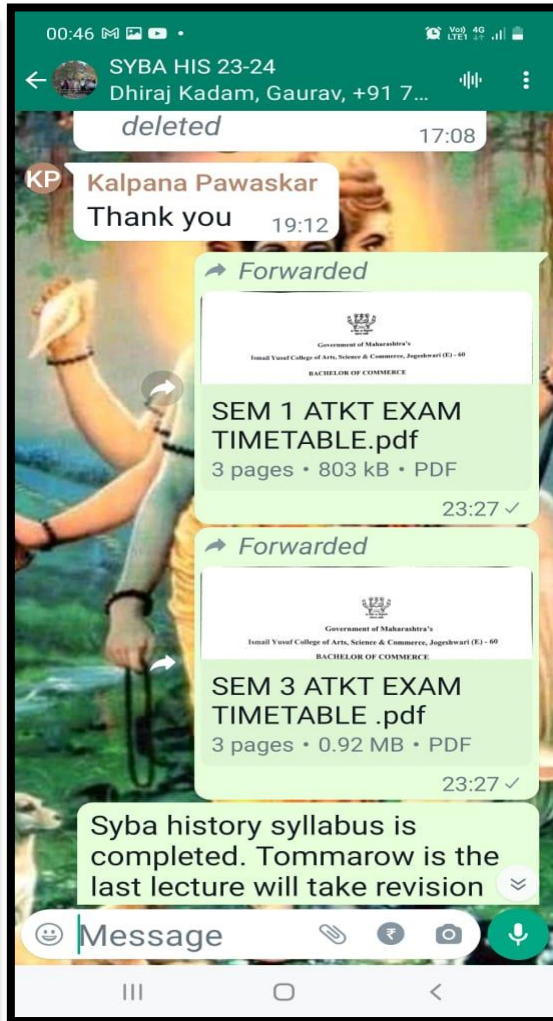 00:46
Vo)) 4G
LTE1
SYBA HIS 23-24
Dhiraj Kadam, Gaurav, +91 7...
deleted
17:08
KP
Kalpana Pawaskar
Thank you 19:12
Forwarded
Government of Maharashtra's
Ismail Yusuf College of Arts, Science & Commerce, Jogeshwari (E) - 60
BACHELOR OF COMMERCE
SEM 1 ATKT EXAM
TIMETABLE.pdf
3 pages • 803 kB • PDF
23:27
Forwarded
Government of Maharashtra's
Ismail Yusuf College of Arts, Science & Commerce, Jogeshwari (E) - 60
BACHELOR OF COMMERCE
SEM 3 ATKT EXAM
TIMETABLE .pdf
3 pages • 0.92 MB • PDF
23:27
Syba history syllabus is
completed. Tommarow is the
last lecture will take revision
Message
₹